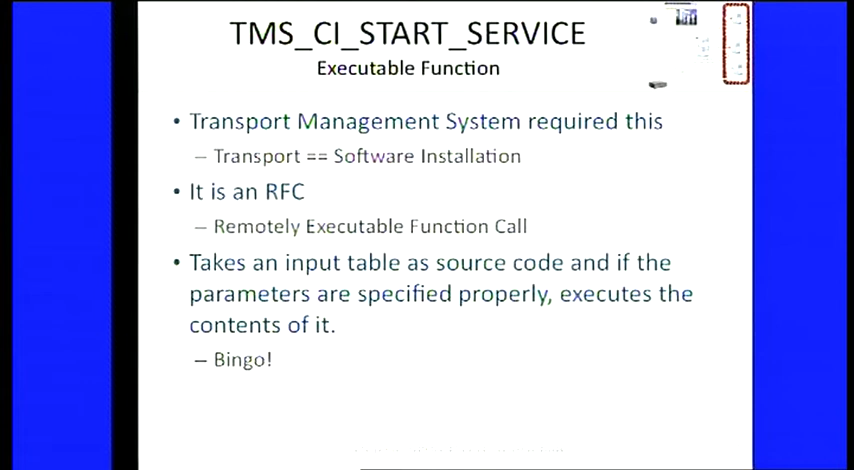 TMS_CI_START_SERVICE
Executable Function
• Transport Management System required this
– Transport == Software Installation
• It is an RFC
– Remotely Executable Function Call
• Takes an input table as source code and if the
parameters are specified properly, executes the
contents of it.
– Bingo!